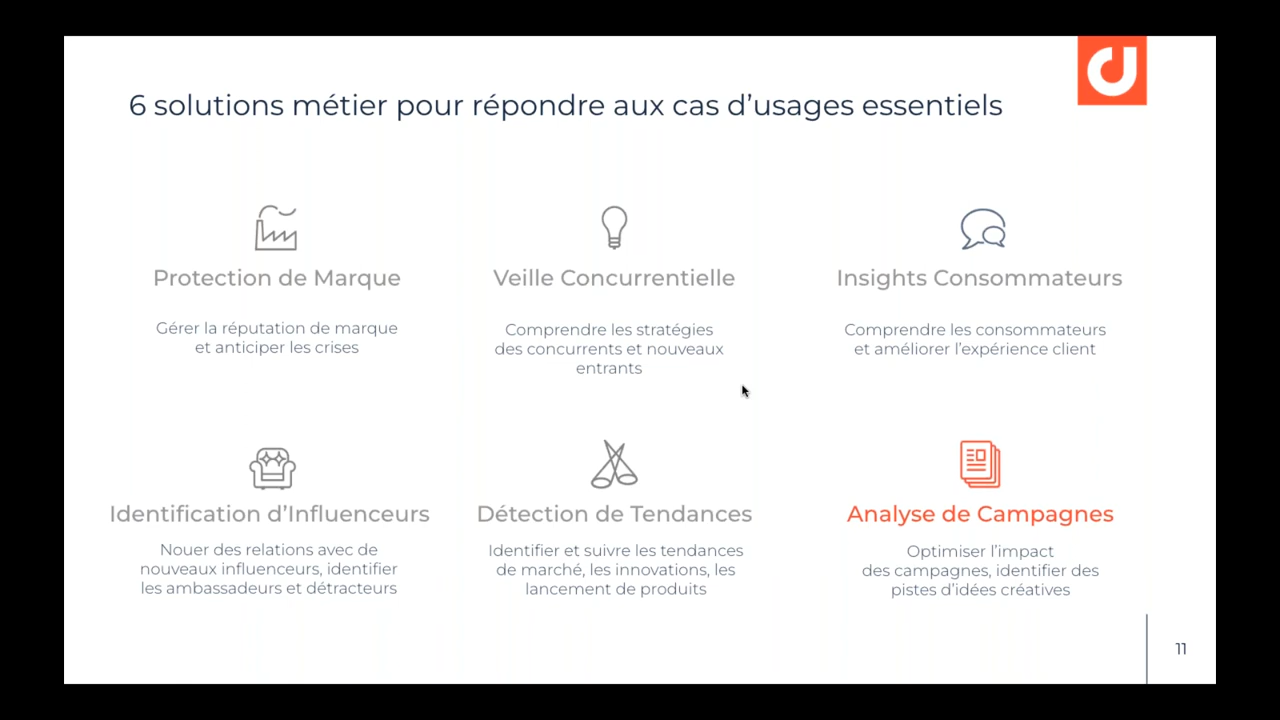 6 solutions métier pour répondre aux cas d'usages essentiels
Protection de Marque
Gérer la réputation de marque
et anticiper les crises
Veille Concurrentielle
Comprendre les stratégies
des concurrents et nouveaux
entrants
Insights Consommateurs
Comprendre les consommateurs
et améliorer l'expérience client
Identification d'Influenceurs
Nouer des relations avec de
nouveaux influenceurs, identifier
les ambassadeurs et détracteurs
Détection de Tendances
Identifier et suivre les tendances
de marché, les innovations, les
lancement de produits
Analyse de Campagnes
Optimiser l'impact
des campagnes, identifier des
pistes d'idées créatives
11